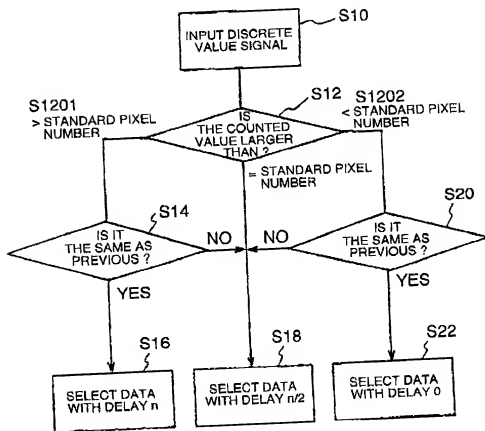 S10
INPUT DISCRETE
VALUE SIGNAL
S12
IS
THE COUNTED
VALUE LARGER
THAN ?
S1201
> STANDARD PIXEL
NUMBER
S1202
< STANDARD PIXEL
NUMBER
= STANDARD PIXEL
NUMBER
S14
IS IT
THE SAME AS
PREVIOUS ?
NO
YES
S20
IS IT
THE SAME AS
PREVIOUS ?
NO
YES
S16
SELECT DATA
WITH DELAY n
S18
SELECT DATA
WITH DELAY n/2
S22
SELECT DATA
WITH DELAY 0